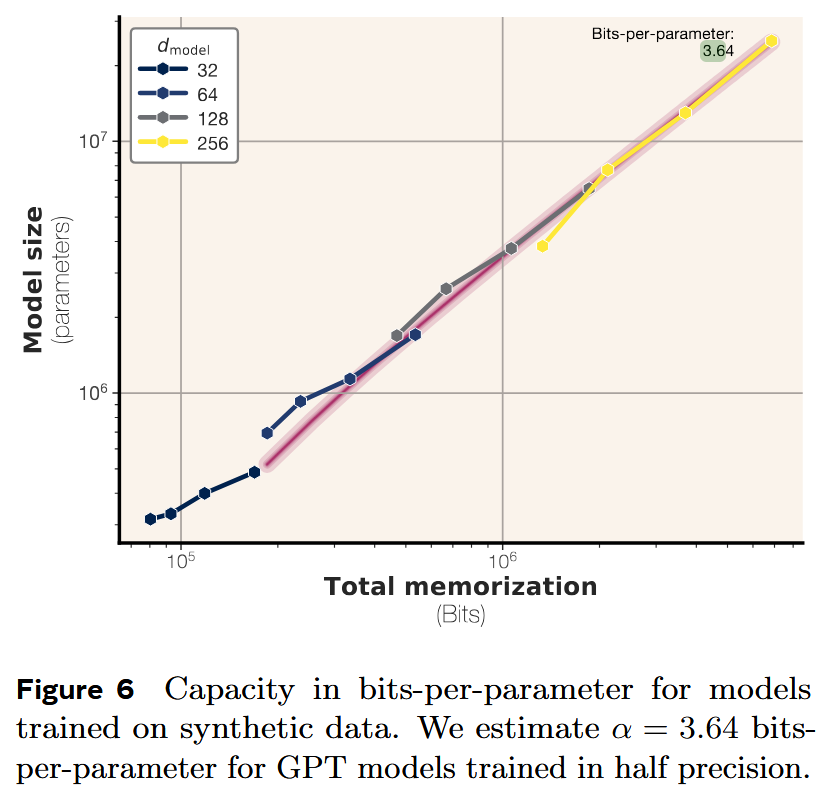 Bits-per-parameter:
3.64
d_model
32
64
128
256
10^7
10^6
Model size
(parameters)
10^5
10^6
Total memorization
(Bits)
Figure 6 Capacity in bits-per-parameter for models
trained on synthetic data. We estimate α = 3.64 bits-
per-parameter for GPT models trained in half precision.